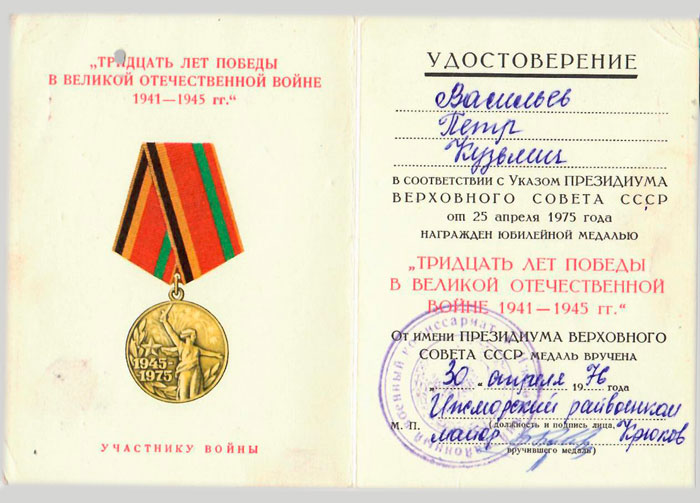 „ТРИДЦАТЬ ЛЕТ ПОБЕДЫ
В ВЕЛИКОЙ ОТЕЧЕСТВЕННОЙ ВОЙНЕ
1941—1945 гг.“
1945-
1975
УЧАСТНИКУ ВОЙНЫ
УДОСТОВЕРЕНИЕ
Васильев
Петр
Кузьмич
В СООТВЕТСТВИИ С УКАЗОМ ПРЕЗИДИУМА
ВЕРХОВНОГО СОВЕТА СССР
от 25 апреля 1975 года
НАГРАЖДЕН ЮБИЛЕЙНОЙ МЕДАЛЬЮ
„ТРИДЦАТЬ ЛЕТ ПОБЕДЫ
В ВЕЛИКОЙ ОТЕЧЕСТВЕННОЙ
ВОЙНЕ 1941—1945 гг.“
От имени ПРЕЗИДИУМА ВЕРХОВНОГО
СОВЕТА СССР МЕДАЛЬ ВРУЧЕНА
„30“ апреля 1976 года
Ижморский райвоенком
М. П. (должность и подпись лица,
майор Крюков
вручившего медаль)